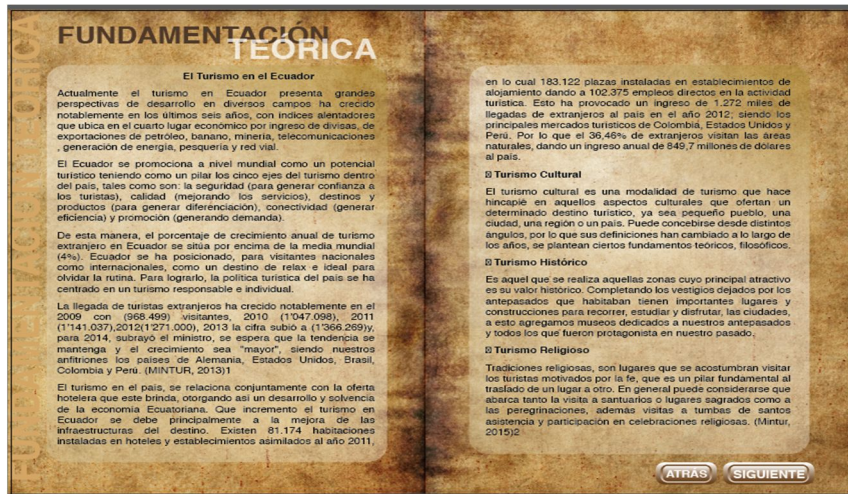 FUNDAMENTACIÓN
TEÓRICA
El Turismo en el Ecuador
Actualmente el turismo en Ecuador presenta grandes
perspectivas de desarrollo en diversos campos ha crecido
notablemente en los últimos seis años, con índices alentadores
que ubica en el cuarto lugar económico por ingreso de divisas, de
exportaciones de petróleo, banano, minería, telecomunicaciones
, generación de energía, pesquería y red vial.
El Ecuador se promociona a nivel mundial como un potencial
turístico teniendo como un pilar los cinco ejes del turismo dentro
del país, tales como son: la seguridad (para generar confianza a
los turistas), calidad (mejorando los servicios), destinos y
productos (para generar diferenciación), conectividad (generar
eficiencia) y promoción (generando demanda).
De esta manera, el porcentaje de crecimiento anual de turismo
extranjero en Ecuador se sitúa por encima de la media mundial
(4%). Ecuador se ha posicionado, para visitantes nacionales
como internacionales, como un destino de relax e ideal para
olvidar la rutina. Para lograrlo, la política turística del país se ha
centrado en un turismo responsable e individual.
La llegada de turistas extranjeros ha crecido notablemente en el
2009 con (968.499) visitantes, 2010 (1'047.098), 2011
(1'141.037),2012(1'271.000), 2013 la cifra subió a (1'366.269)y,
para 2014, subrayó el ministro, se espera que la tendencia se
mantenga y el crecimiento sea "mayor", siendo nuestros
anfitriones los países de Alemania, Estados Unidos, Brasil,
Colombia y Perú. (MINTUR, 2013)1
El turismo en el país, se relaciona conjuntamente con la oferta
hotelera que este brinda, otorgando así un desarrollo y solvencia
de la economía Ecuatoriana. Que incremento el turismo en
Ecuador se debe principalmente a la mejora de las
infraestructuras del destino. Existen 81.174 habitaciones
instaladas en hoteles y establecimientos asimilados al año 2011,
en lo cual 183.122 plazas instaladas en establecimientos de
alojamiento dando a 102.375 empleos directos en la actividad
turística. Esto ha provocado un ingreso de 1.272 miles de
llegadas de extranjeros al país en el año 2012; siendo los
principales mercados turísticos de Colombia, Estados Unidos y
Perú. Por lo que el 36,46% de extranjeros visitan las áreas
naturales, dando un ingreso anual de 849,7 millones de dólares
al país.
Turismo Cultural
El turismo cultural es una modalidad de turismo que hace
hincapié en aquellos aspectos culturales que ofertan un
determinado destino turístico, ya sea pequeño pueblo, una
ciudad, una región o un país. Puede concebirse desde distintos
ángulos, por lo que sus definiciones han cambiado a lo largo de
los años, se plantean ciertos fundamentos teóricos, filosóficos.
Turismo Histórico
Es aquel que se realiza aquellas zonas cuyo principal atractivo
es su valor histórico. Completando los vestigios dejados por los
antepasados que habitaban tienen importantes lugares y
construcciones para recorrer, estudiar y disfrutar, las ciudades,
a esto agregamos museos dedicados a nuestros antepasados
y todos los que fueron protagonista en nuestro pasado.
Turismo Religioso
Tradiciones religiosas, son lugares que se acostumbran visitar
los turistas motivados por la fe, que es un pilar fundamental al
traslado de un lugar a otro. En general puede considerarse que
abarca tanto la visita a santuarios o lugares sagrados como a
las peregrinaciones, además visitas a tumbas de santos
asistencia y participación en celebraciones religiosas. (Mintur,
2015)2
ATRÁS SIGUIENTE